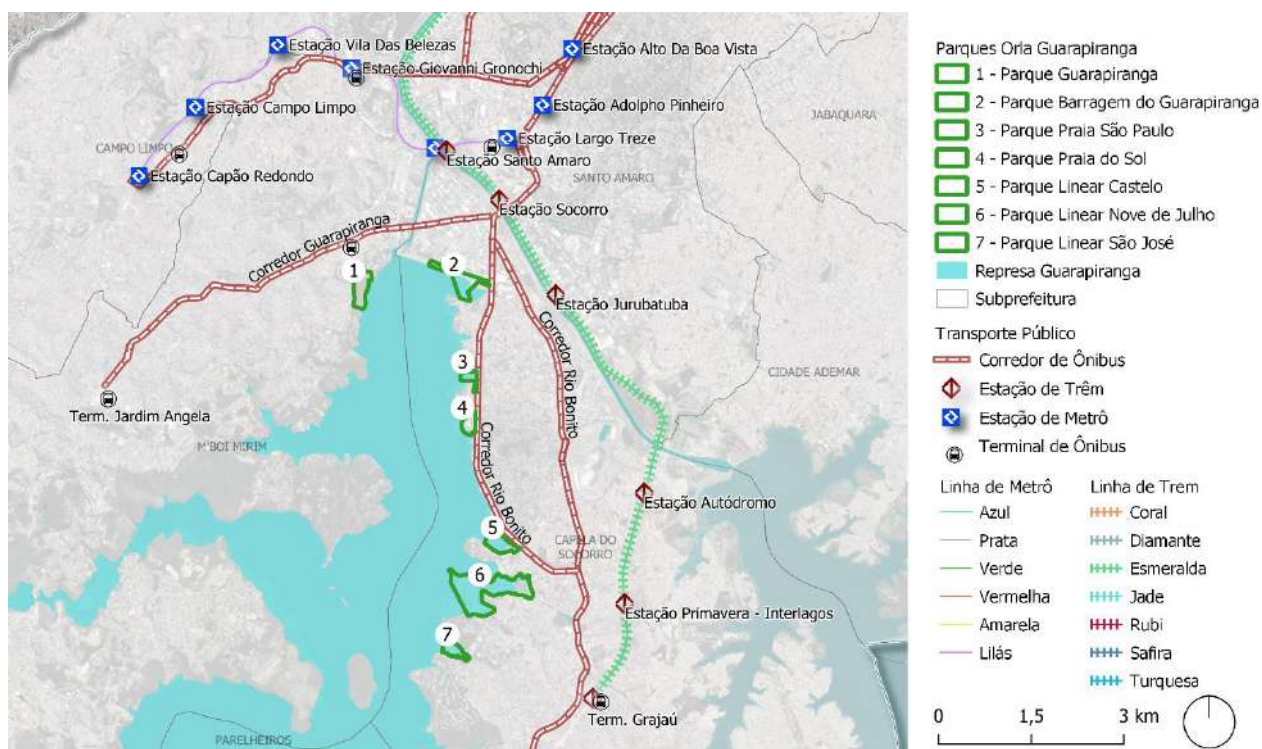 Estação Vila Das Belezas
Estação Alto Da Boa Vista
Estação Giovanni Gronochi
Estação Campo Limpo
Estação Adolpho Pinheiro
JABAQUARA
Estação Largo Treze
CAMPO LIMPO
Estação Santo Amaro
Estação Capão Redondo
SANTO AMARO
Estação Socorro
Corredor Guarapiranga
1
2
Estação Jurubatuba
Corredor Rio Bonito
3
CIDADE ADEMAR
4
Term. Jardim Angela
M'BOI MIRIM
Corredor Rio Bonito
Estação Autódromo
5
CAPELA DO
SOCORRO
6
Estação Primavera - Interlagos
7
Term. Grajaú
PARELHEIROS
Parques Orla Guarapiranga
1 - Parque Guarapiranga
2 - Parque Barragem do Guarapiranga
3 - Parque Praia São Paulo
4 - Parque Praia do Sol
5 - Parque Linear Castelo
6 - Parque Linear Nove de Julho
7 - Parque Linear São José
Represa Guarapiranga
Subprefeitura
Transporte Público
Corredor de Ônibus
Estação de Trêm
Estação de Metrô
Terminal de Ônibus
Linha de Metrô
Azul
Prata
Verde
Vermelha
Amarela
Lilás
Linha de Trem
Coral
Diamante
Esmeralda
Jade
Rubi
Safira
Turquesa
0 1,5 3 km